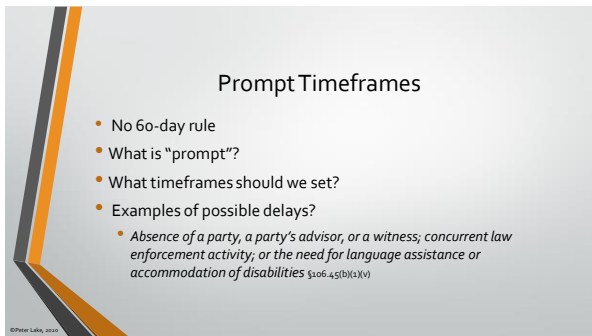 Prompt Timeframes
• No 60-day rule
• What is “prompt”?
• What timeframes should we set?
• Examples of possible delays?
• Absence of a party, a party’s advisor, or a witness; concurrent law
enforcement activity; or the need for language assistance or
accommodation of disabilities §106.45(b)(1)(v)
©Peter Lake, 2020